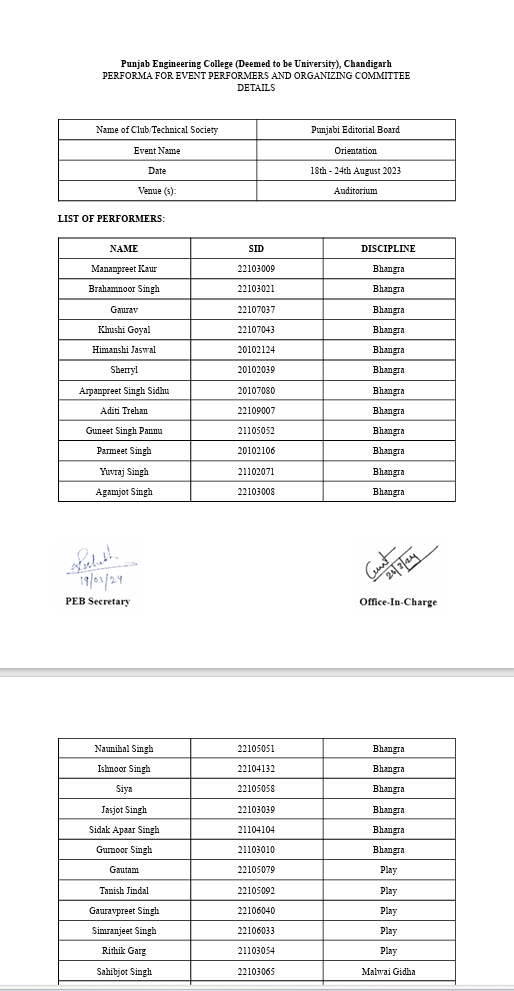 Punjab Engineering College (Deemed to be University), Chandigarh
PERFORMA FOR EVENT PERFORMERS AND ORGANIZING COMMITTEE
DETAILS
Name of Club/Technical Society Punjabi Editorial Board
Event Name Orientation
Date 18th - 24th August 2023
Venue (s): Auditorium
LIST OF PERFORMERS:
NAME SID DISCIPLINE
Mananpreet Kaur 22103009 Bhangra
Brahamnoor Singh 22103021 Bhangra
Gaurav 22107037 Bhangra
Khushi Goyal 22107043 Bhangra
Himanshi Jaswal 20102124 Bhangra
Sherryl 20102039 Bhangra
Arpanpreet Singh Sidhu 20107080 Bhangra
Aditi Trehan 22109007 Bhangra
Guneet Singh Pannu 21105052 Bhangra
Parmeet Singh 20102106 Bhangra
Yuvraj Singh 21102071 Bhangra
Agamjot Singh 22103008 Bhangra
19/03/24
20/3/24
PEB Secretary Office-In-Charge
Naunihal Singh 22105051 Bhangra
Ishnoor Singh 22104132 Bhangra
Siya 22105058 Bhangra
Jasjot Singh 22103039 Bhangra
Sidak Apaar Singh 21104104 Bhangra
Gurnoor Singh 21103010 Bhangra
Gautam 22105079 Play
Tanish Jindal 22105092 Play
Gauravpreet Singh 22106040 Play
Simranjeet Singh 22106033 Play
Rithik Garg 21103054 Play
Sahibjot Singh 22103065 Malwai Gidha